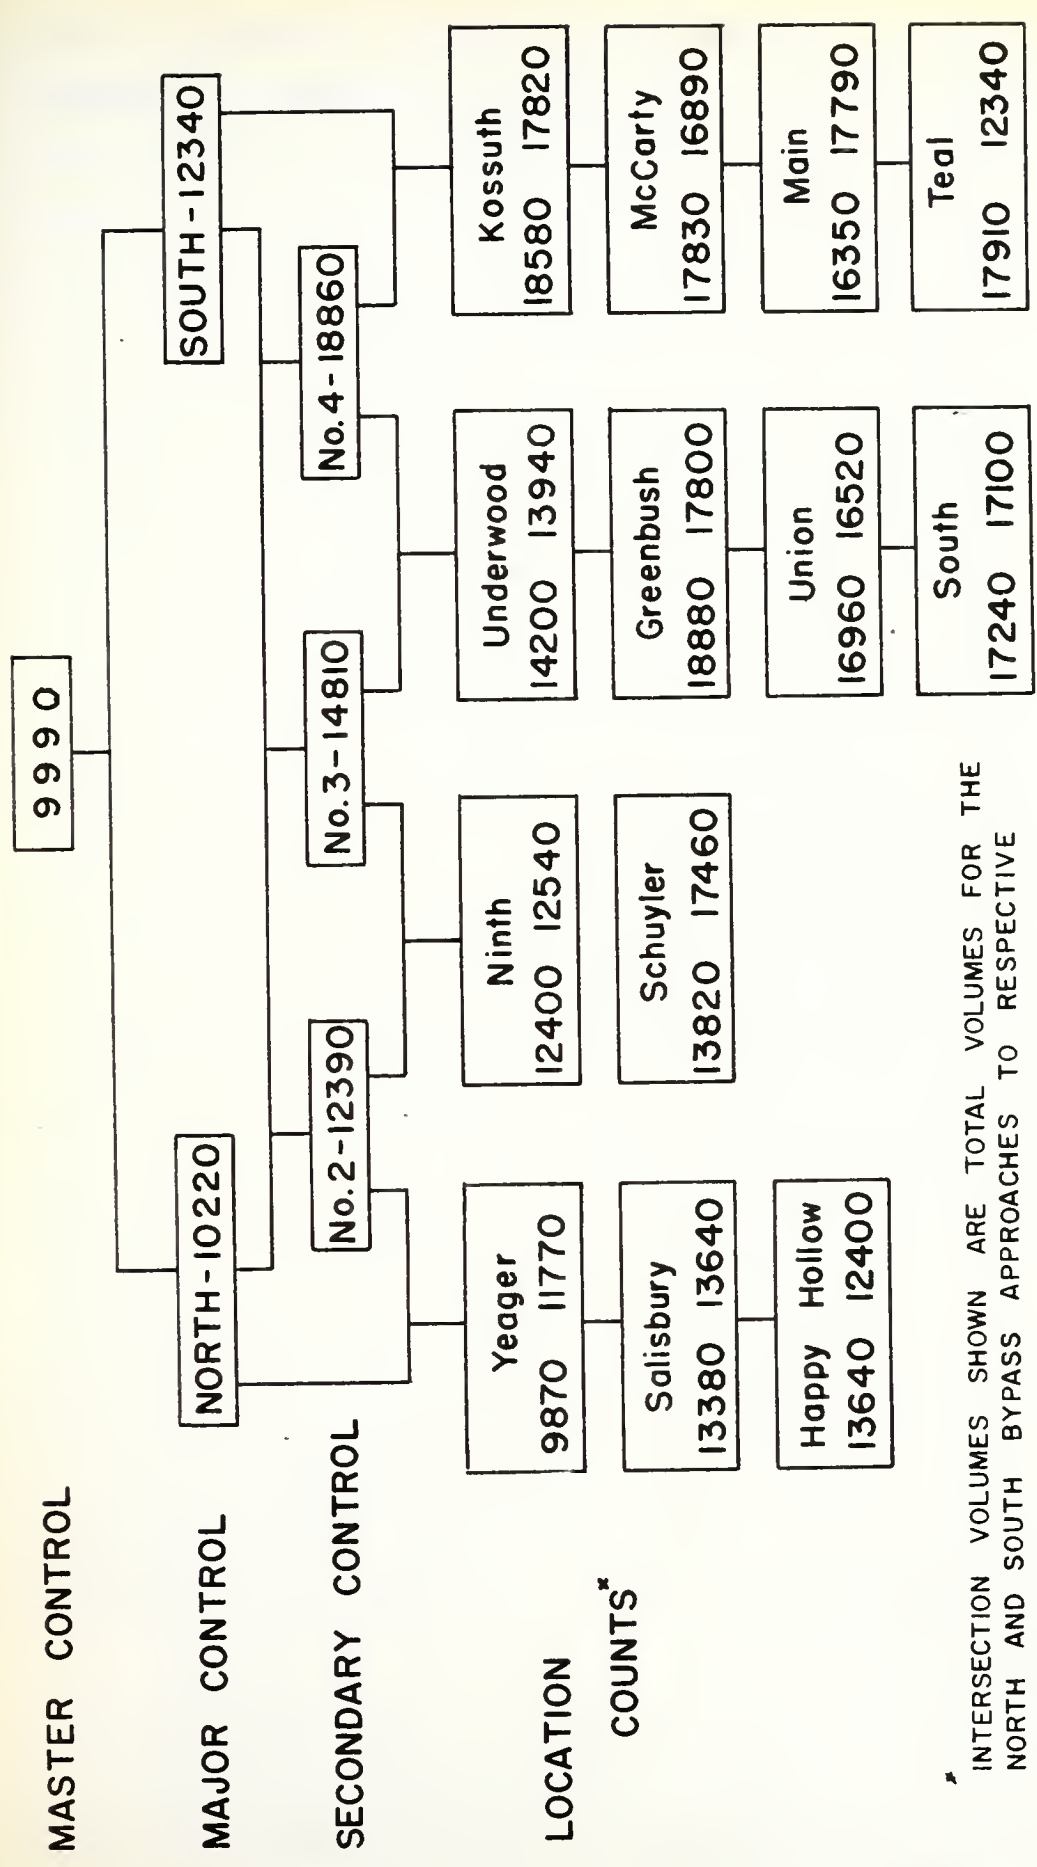 MASTER CONTROL
9990
MAJOR CONTROL
NORTH-10220
SOUTH-12340
SECONDARY CONTROL
No.2-12390
No.3-14810
No.4-18860
LOCATION
COUNTS*
Yeager
9870 11770
Salisbury
13380 13640
Happy Hollow
13640 12400
Ninth
12400 12540
Schuyler
13820 17460
Underwood
14200 13940
Greenbush
18880 17800
Union
16960 16520
South
17240 17100
Kossuth
18580 17820
McCarty
17830 16890
Main
16350 17790
Teal
17910 12340
*
INTERSECTION VOLUMES SHOWN ARE TOTAL VOLUMES FOR THE
NORTH AND SOUTH BYPASS APPROACHES TO RESPECTIVE